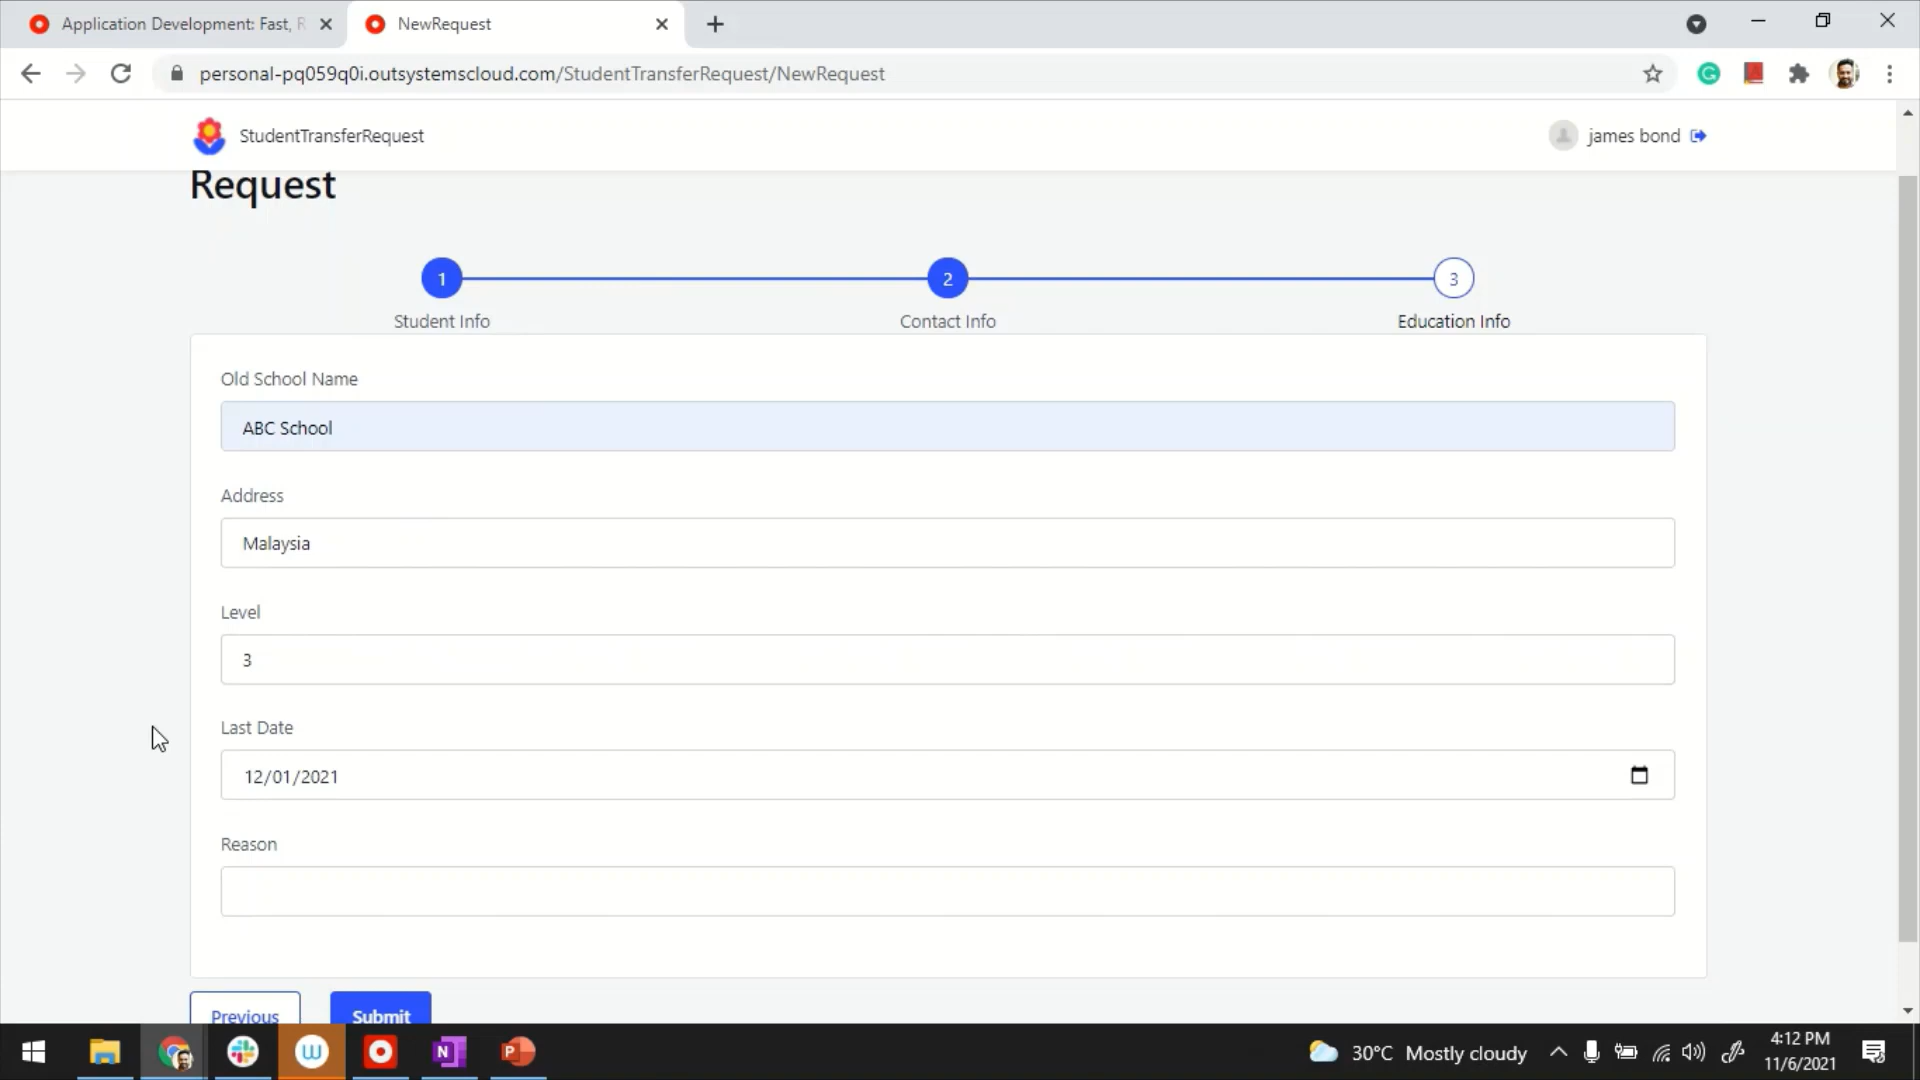 Application Development: Fast, R
NewRequest
personal-pq059q0i.outsystemscloud.com/StudentTransferRequest/NewRequest
StudentTransferRequest
james bond
Request
1
2
3
Student Info
Contact Info
Education Info
Old School Name
ABC School
Address
Malaysia
Level
3
Last Date
12/01/2021
Reason
Previous
Submit
30°C Mostly cloudy
4:12 PM
11/6/2021